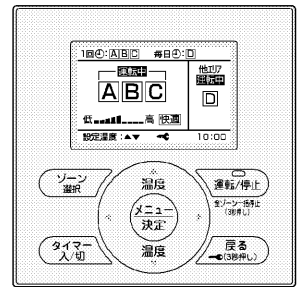 1回:ABC 毎日:D
運転中
ABC
他エリア
運転中
D
低 高 快適
設定温度:▲▼ 10:00
ゾーン
選択
温度
運転/停止
全ゾーン一括停止
(3秒押し)
メニュー
決定
タイマー
入/切
温度
戻る
(3秒押し)